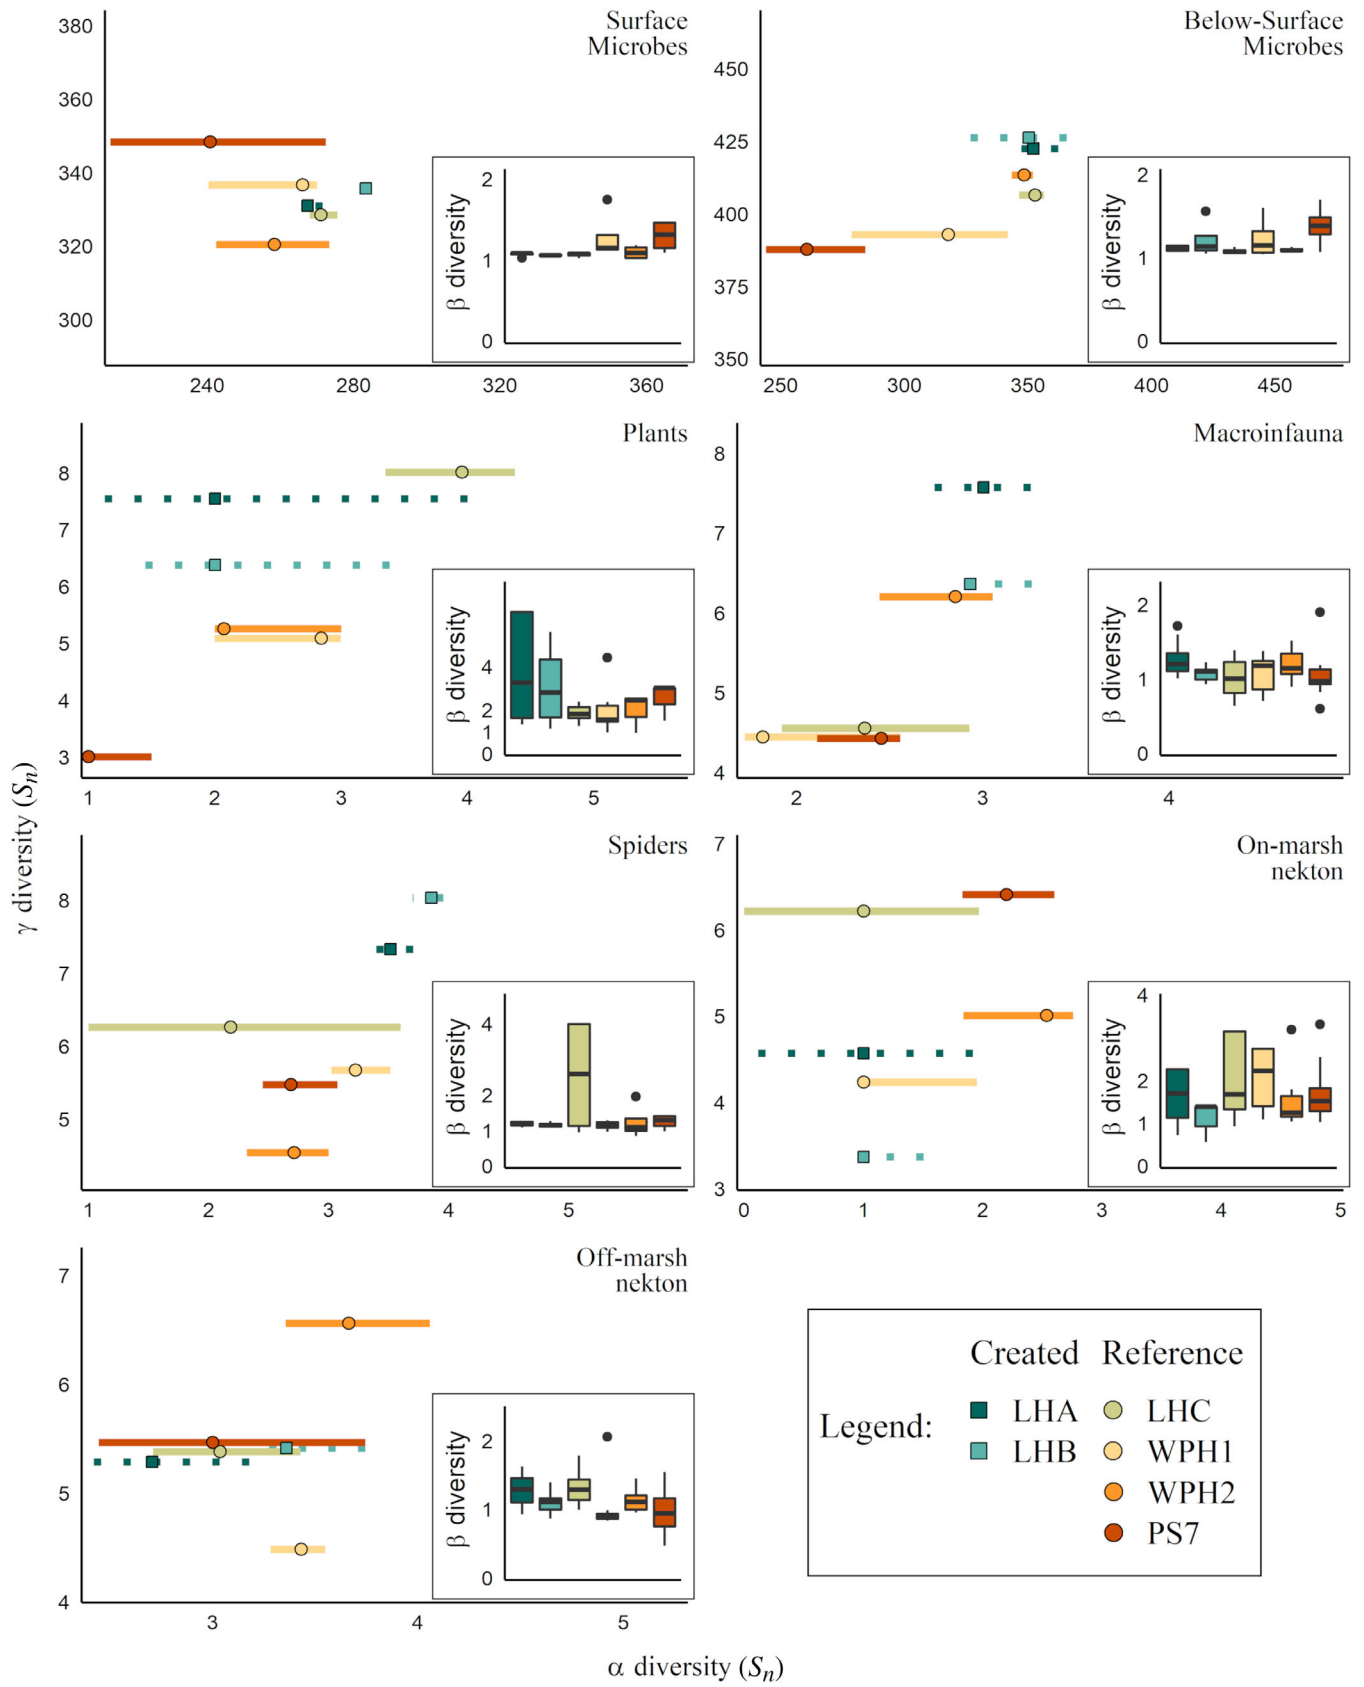 Surface
Microbes
380
360
340
320
300
240 280 320 360
β diversity
2
1
0
Below-Surface
Microbes
450
425
400
375
350
250 300 350 400 450
β diversity
2
1
0
Plants
8
7
6
5
4
3
1 2 3 4 5
β diversity
4
2
1
0
Macroinfauna
8
7
6
5
4
2 3 4
β diversity
2
1
0
γ diversity (Sn)
Spiders
8
7
6
5
1 2 3 4 5
β diversity
4
2
1
0
On-marsh
nekton
7
6
5
4
3
0 1 2 3 4 5
β diversity
4
2
1
0
Off-marsh
nekton
7
6
5
4
3 4 5
β diversity
2
1
0
Legend:
Created Reference
LHA LHC
LHB WPH1
WPH2
PS7
α diversity (Sn)